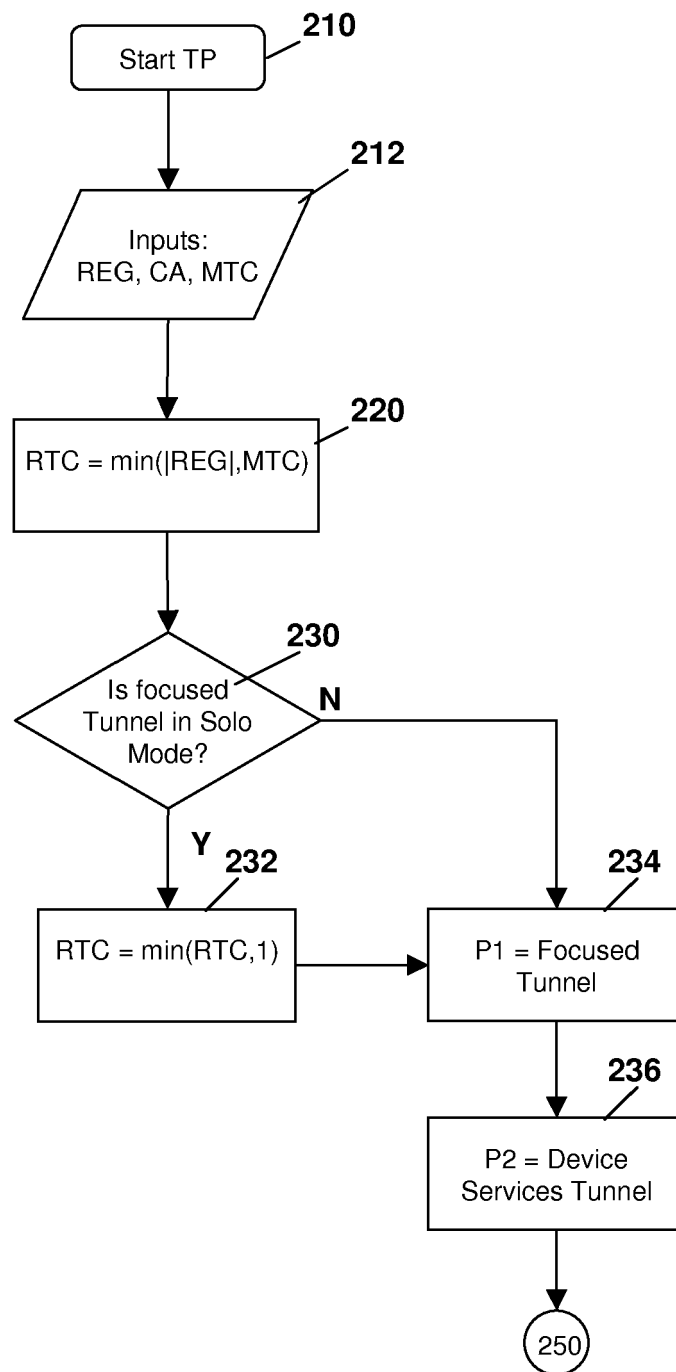 210
Start TP
212
Inputs:
REG, CA, MTC
220
RTC = min(|REG|,MTC)
230
Is focused
Tunnel in Solo
Mode?
N
Y
232
RTC = min(RTC,1)
234
P1 = Focused
Tunnel
236
P2 = Device
Services Tunnel
250